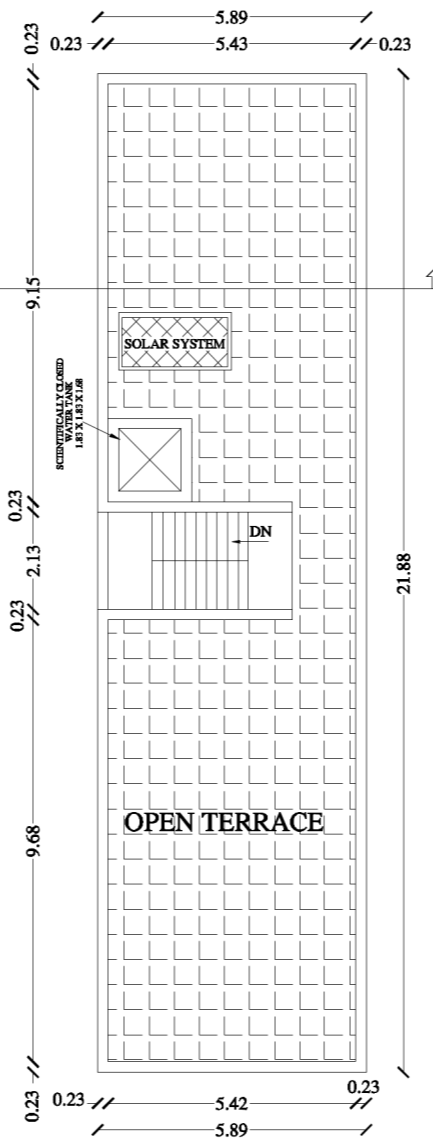 5.89
0.23
0.23
5.43
0.23
9.15
SOLAR SYSTEM
SCIENTIFICALLY CLOSED
WATER TANK
1.83 X 1.83 X 1.68
0.23
DN
2.13
21.88
0.23
OPEN TERRACE
9.68
0.23
0.23
0.23
5.42
5.89